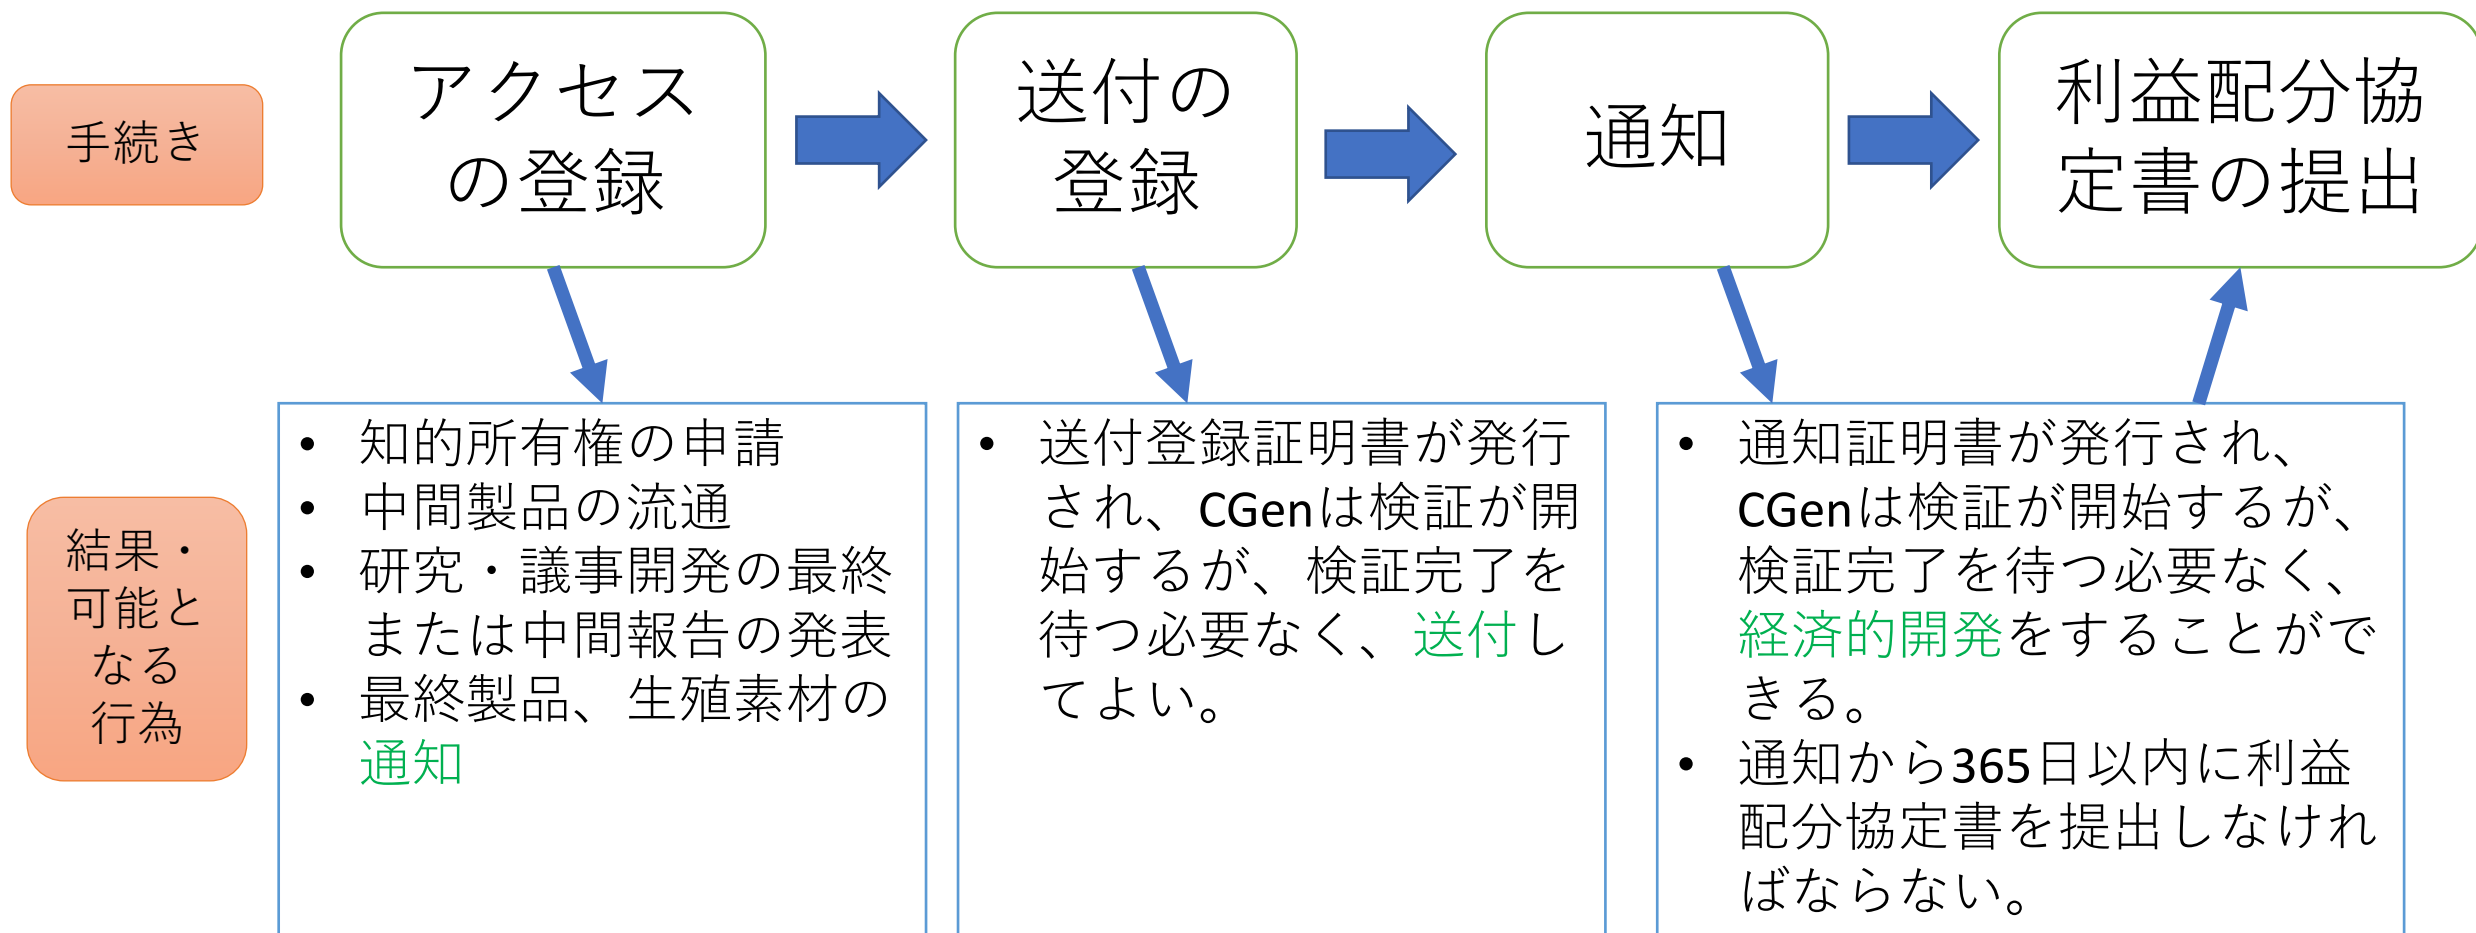 手続き
アクセス
の登録
送付の
登録
通知
利益配分協
定書の提出
結果・
可能と
なる
行為
• 知的所有権の申請
• 中間製品の流通
• 研究・議事開発の最終
または中間報告の発表
• 最終製品、生殖素材の
通知
• 送付登録証明書が発行
され、CGenは検証が開
始するが、検証完了を
待つ必要なく、送付し
てよい。
• 通知証明書が発行され、
CGenは検証が開始するが、
検証完了を待つ必要なく、
経済的開発をすることがで
きる。
• 通知から365日以内に利益
配分協定書を提出しなけれ
ばならない。